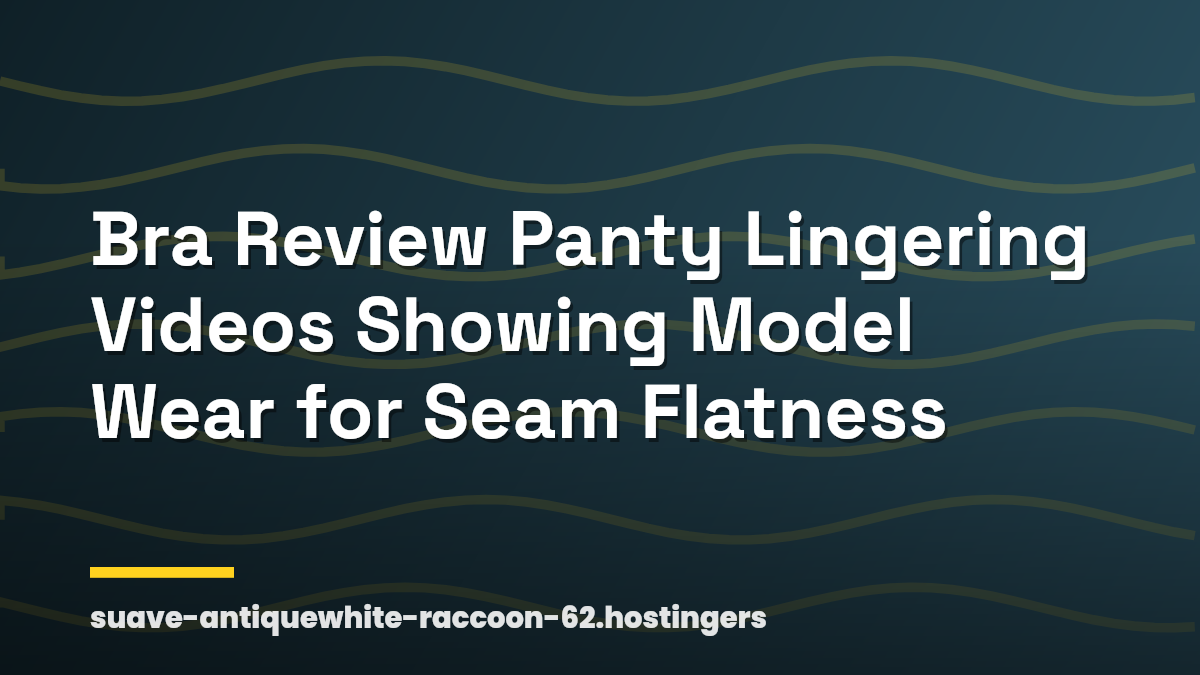 Bra Review Panty Lingering
Videos Showing Model
Wear for Seam Flatness
suave-antiquewhite-raccoon-62.hostingers